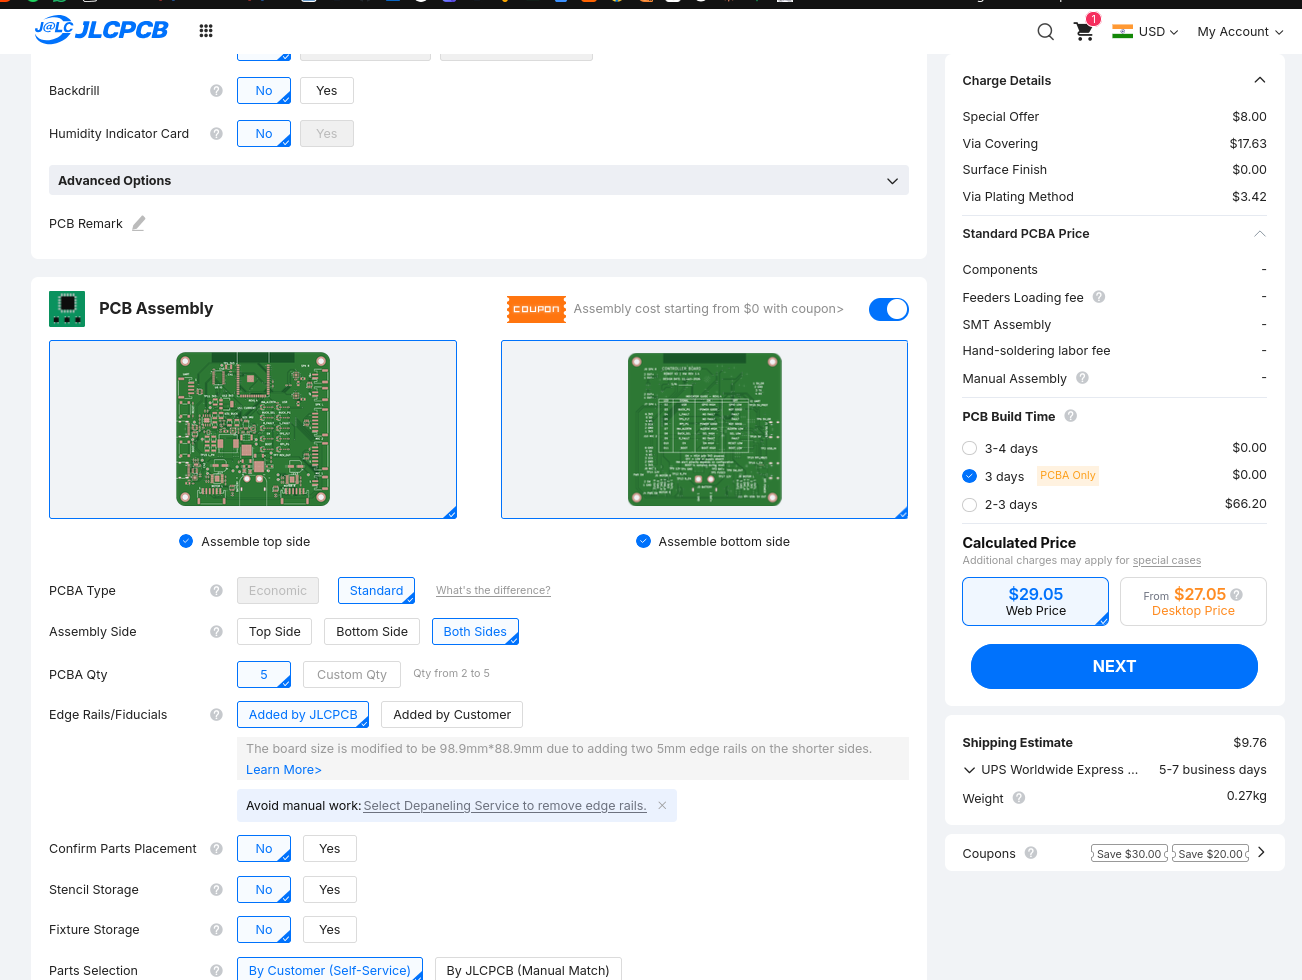 J@LC JLCPCB
1
USD
My Account
Backdrill
No
Yes
Humidity Indicator Card
No
Yes
Advanced Options
PCB Remark
PCB Assembly
COUPON
Assembly cost starting from $0 with coupon>
CONTROLLER BOARD
Assemble top side
Assemble bottom side
PCBA Type
Economic
Standard
What's the difference?
Assembly Side
Top Side
Bottom Side
Both Sides
PCBA Qty
5
Custom Qty
Qty from 2 to 5
Edge Rails/Fiducials
Added by JLCPCB
Added by Customer
The board size is modified to be 98.9mm*88.9mm due to adding two 5mm edge rails on the shorter sides.
Learn More>
Avoid manual work: Select Depaneling Service to remove edge rails.
Confirm Parts Placement
No
Yes
Stencil Storage
No
Yes
Fixture Storage
No
Yes
Parts Selection
By Customer (Self-Service)
By JLCPCB (Manual Match)
Charge Details
Special Offer $8.00
Via Covering $17.63
Surface Finish $0.00
Via Plating Method $3.42
Standard PCBA Price
Components -
Feeders Loading fee -
SMT Assembly -
Hand-soldering labor fee -
Manual Assembly -
PCB Build Time
3-4 days $0.00
3 days PCBA Only $0.00
2-3 days $66.20
Calculated Price
Additional charges may apply for special cases
$29.05
Web Price
From $27.05
Desktop Price
NEXT
Shipping Estimate $9.76
UPS Worldwide Express ... 5-7 business days
Weight 0.27kg
Coupons Save $30.00 Save $20.00